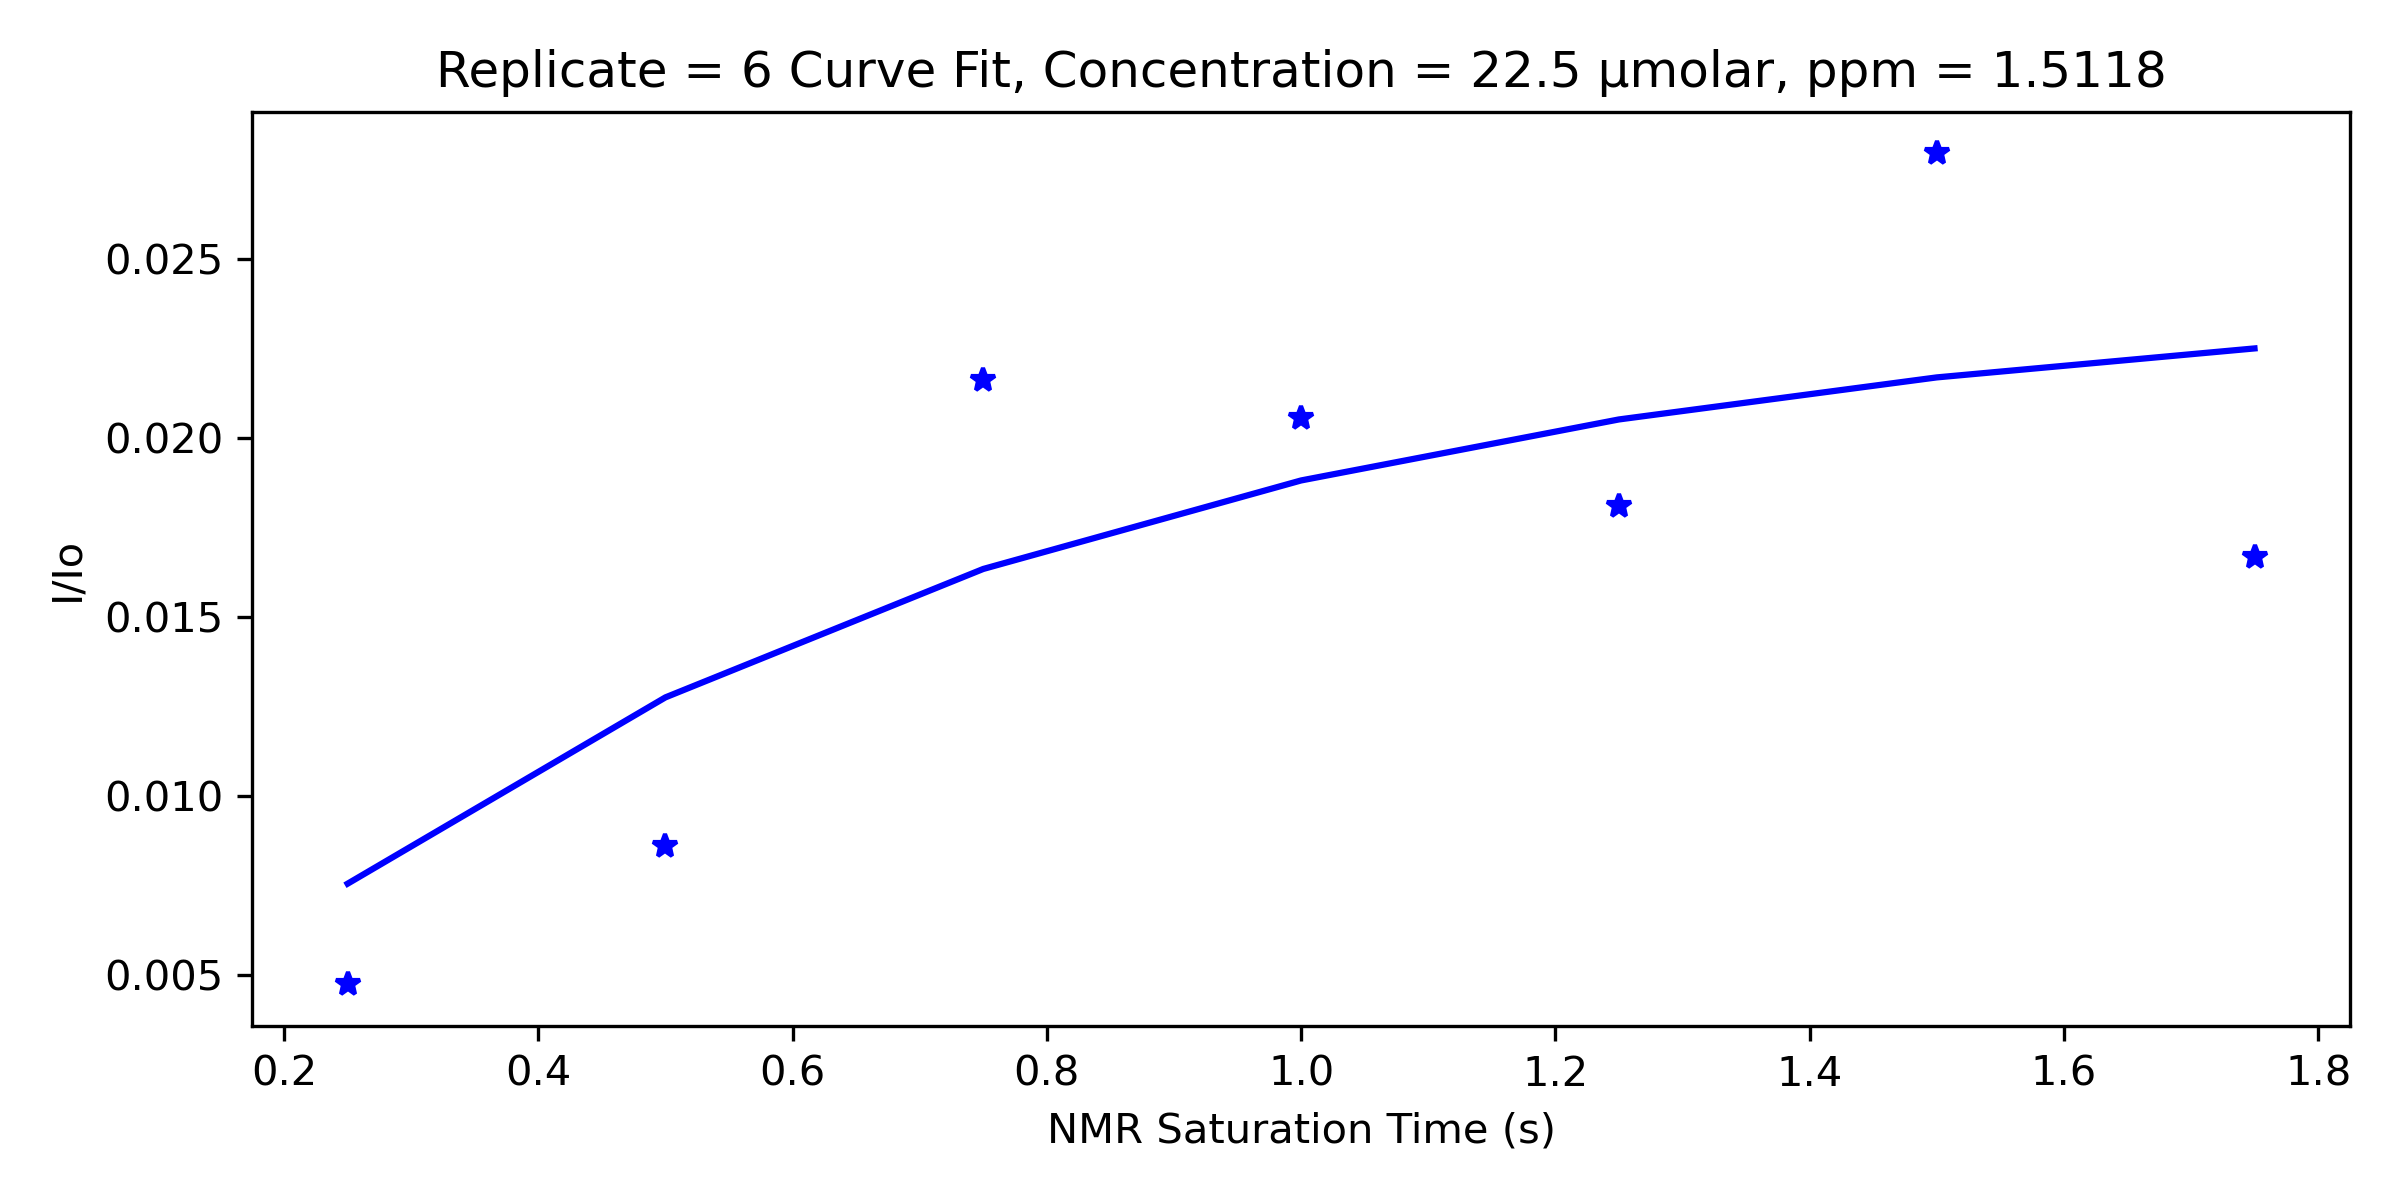 Replicate = 6 Curve Fit, Concentration = 22.5 µmolar, ppm = 1.5118
I/Io
0.025
0.020
0.015
0.010
0.005
0.2 0.4 0.6 0.8 1.0 1.2 1.4 1.6 1.8
NMR Saturation Time (s)